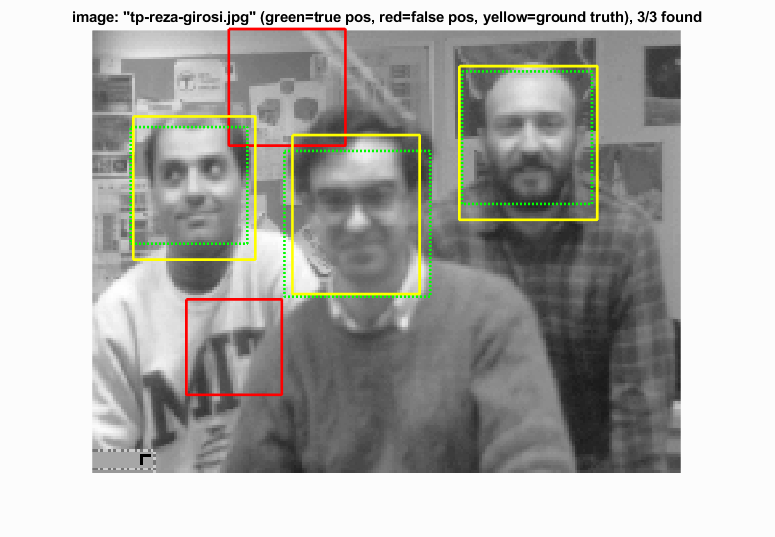 image: "tp-reza-girosi.jpg" (green=true pos, red=false pos, yellow=ground truth), 3/3 found
MIT